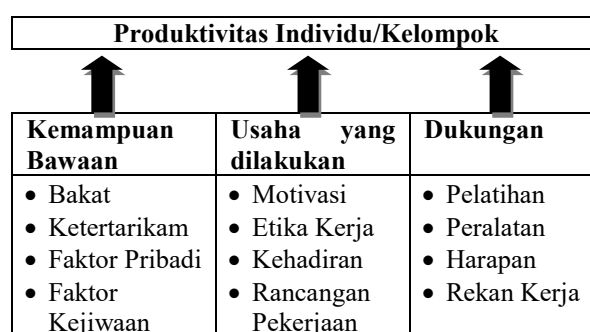 Produktivitas Individu/Kelompok
Kemampuan Bawaan
• Bakat
• Ketertarikam
• Faktor Pribadi
• Faktor
Kejiwaan
Usaha yang
dilakukan
• Motivasi
• Etika Kerja
• Kehadiran
• Rancangan
Pekerjaan
Dukungan
• Pelatihan
• Peralatan
• Harapan
• Rekan Kerja